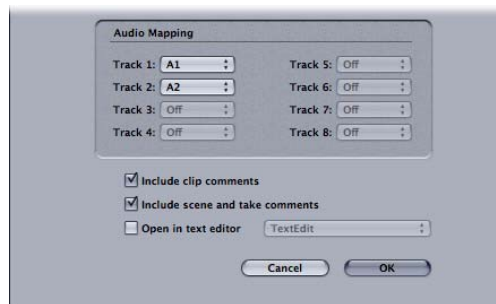 Audio Mapping
Track 1: A1 Track 5: Off
Track 2: A2 Track 6: Off
Track 3: Off Track 7: Off
Track 4: Off Track 8: Off
Include clip comments
Include scene and take comments
Open in text editor TextEdit
Cancel OK